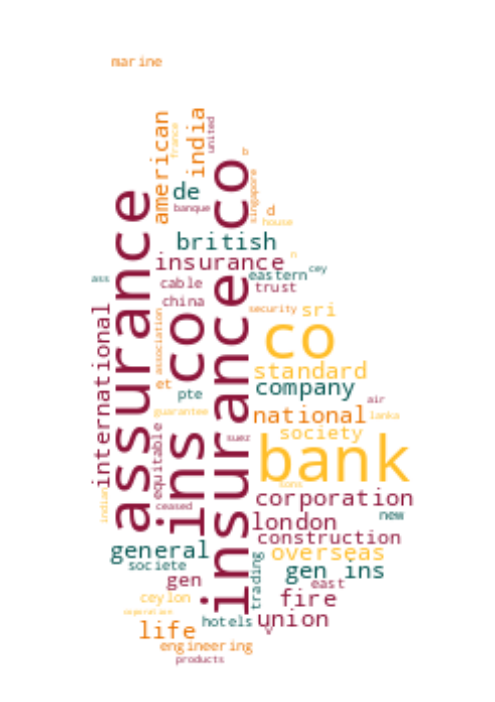 marine
american
france
india
united
b
de
banque
singapore
d
house
british
insurance co
n
insurance
cey
eastern
ass
cable
trust
china
assurance
ins co
association
security
sri
co
international
standard
et
company
pte
air
guarantee
national
lanka
equitable
suez
society
bank
sons
indian
ceased
corporation
new
london
construction
general
overseas
societe
gen ins
gen
trading
east
ceylon
fire
life
hotels
union
v
engineering
products